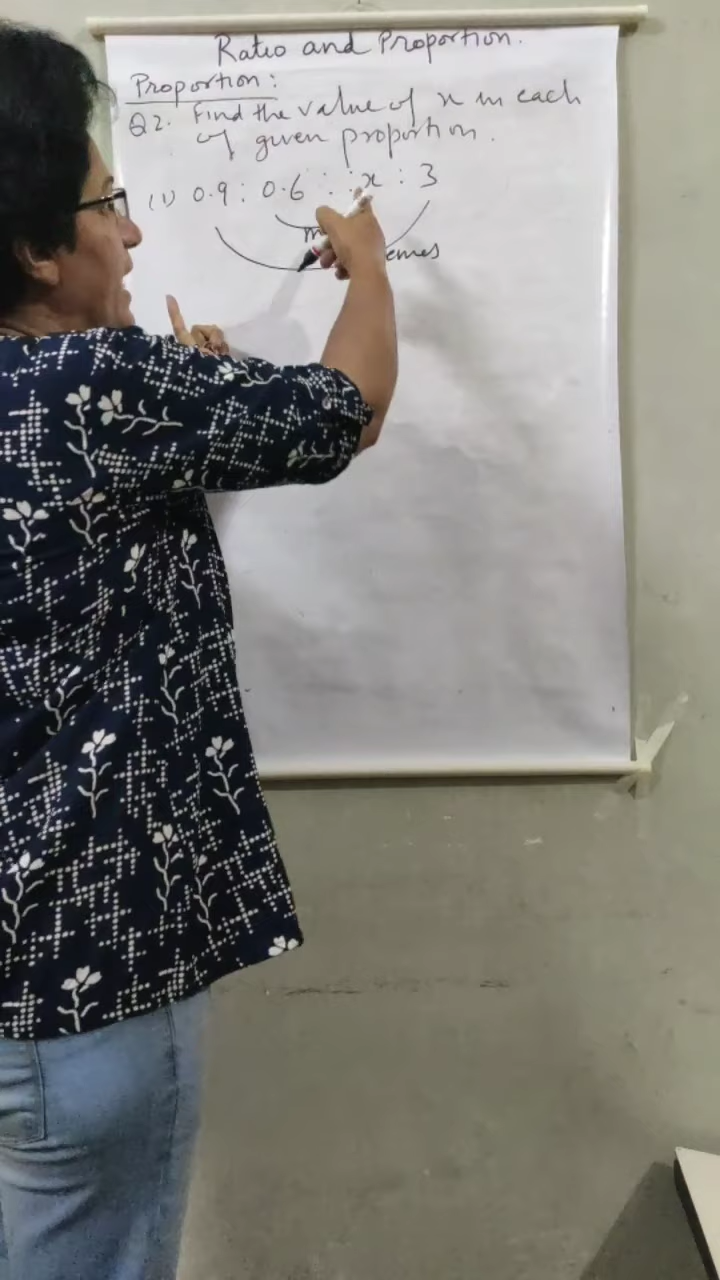 Ratio and Proportion.
Proportion:
Q2. Find the value of x in each
of given proportion.
(1) 0.9 : 0.6 :: x : 3